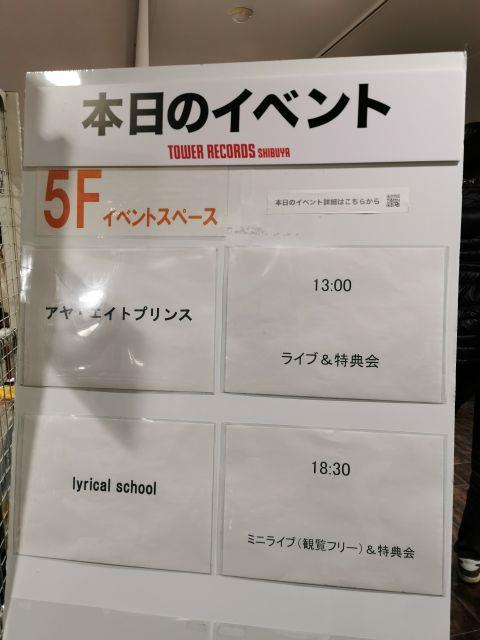 本日のイベント
TOWER RECORDS SHIBUYA
5F イベントスペース
本日のイベント詳細はこちらから
アヤ・エイトプリンス
13:00
ライブ＆特典会
lyrical school
18:30
ミニライブ（観覧フリー）＆特典会